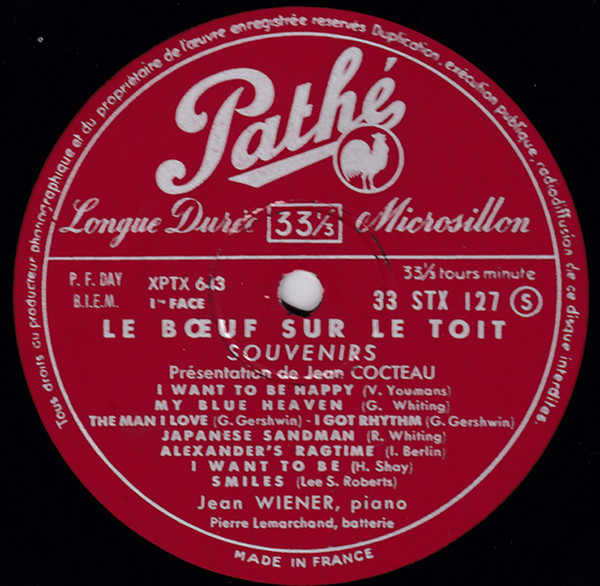 Tous droits du producteur phonographique et du propriétaire de l'œuvre enregistrée réservés Duplication, exécution publique, radiodiffusion de ce disque interdites.
Pathé
Longue Durée 33⅓ Microsillon
P. F. DAY XPTX 643 33⅓ tours minute
B.I.E.M. 1re FACE 33 STX 127 S
LE BŒUF SUR LE TOIT
SOUVENIRS
Présentation de Jean COCTEAU
I WANT TO BE HAPPY (V. Youmans)
MY BLUE HEAVEN (G. Whiting)
THE MAN I LOVE (G. Gershwin) - I GOT RHYTHM (G. Gershwin)
JAPANESE SANDMAN (R. Whiting)
ALEXANDER'S RAGTIME (I. Berlin)
I WANT TO BE (H. Shay)
SMILES (Lee S. Roberts)
Jean WIENER, piano
Pierre Lemarchand, batterie
MADE IN FRANCE